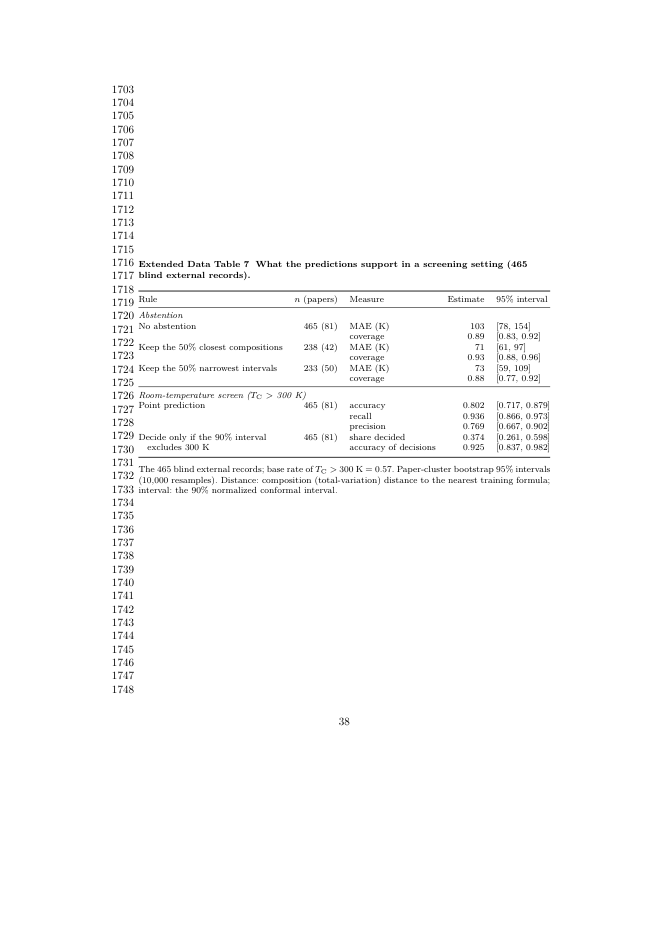 1703
1704
1705
1706
1707
1708
1709
1710
1711
1712
1713
1714
1715
1716 Extended Data Table 7 What the predictions support in a screening setting (465
1717 blind external records).
1718
1719 Rule n (papers) Measure Estimate 95% interval
1720 Abstention
1721 No abstention 465 (81) MAE (K) 103 [78, 154]
coverage 0.89 [0.83, 0.92]
1722 Keep the 50% closest compositions 238 (42) MAE (K) 71 [61, 97]
1723 coverage 0.93 [0.88, 0.96]
1724 Keep the 50% narrowest intervals 233 (50) MAE (K) 73 [59, 109]
1725 coverage 0.88 [0.77, 0.92]
1726 Room-temperature screen (TC > 300 K)
1727 Point prediction 465 (81) accuracy 0.802 [0.717, 0.879]
1728 recall 0.936 [0.866, 0.973]
precision 0.769 [0.667, 0.902]
1729 Decide only if the 90% interval 465 (81) share decided 0.374 [0.261, 0.598]
1730 excludes 300 K accuracy of decisions 0.925 [0.837, 0.982]
1731
The 465 blind external records; base rate of TC > 300 K = 0.57. Paper-cluster bootstrap 95% intervals
1732 (10,000 resamples). Distance: composition (total-variation) distance to the nearest training formula;
1733 interval: the 90% normalized conformal interval.
1734
1735
1736
1737
1738
1739
1740
1741
1742
1743
1744
1745
1746
1747
1748
38